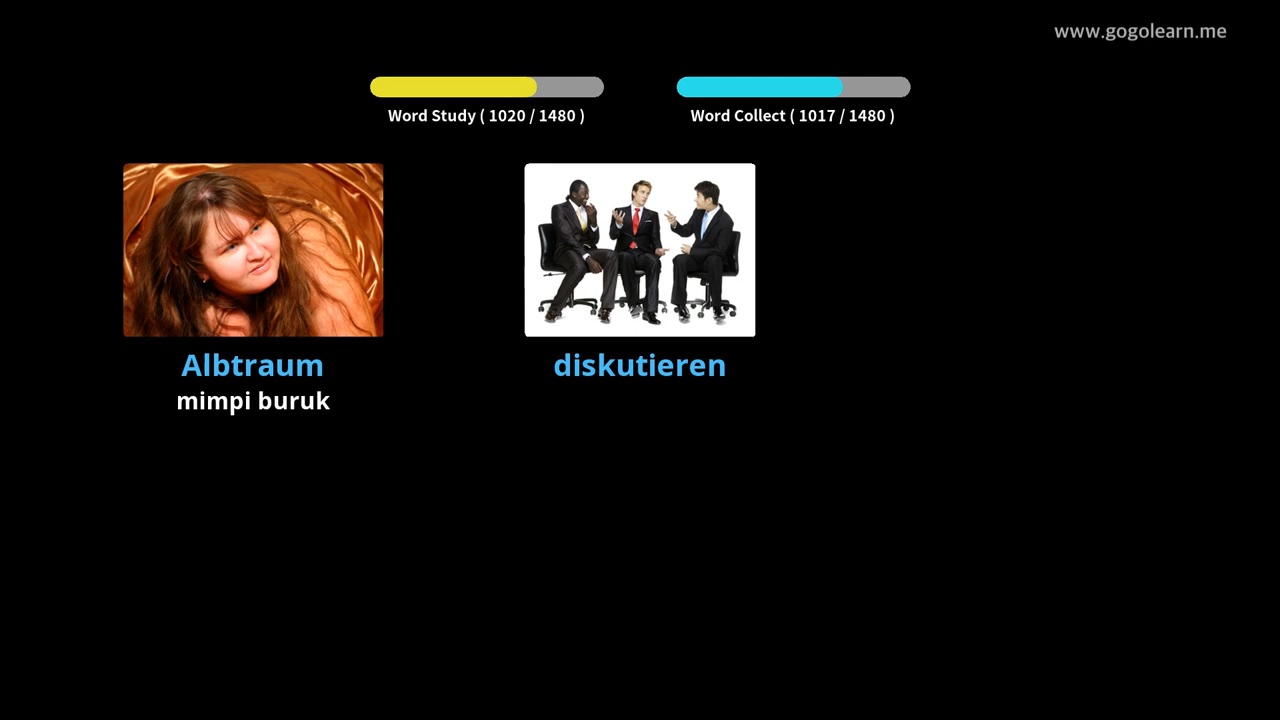 www.gogolearn.me
Word Study ( 1020 / 1480 )
Word Collect ( 1017 / 1480 )
Albtraum
mimpi buruk
diskutieren